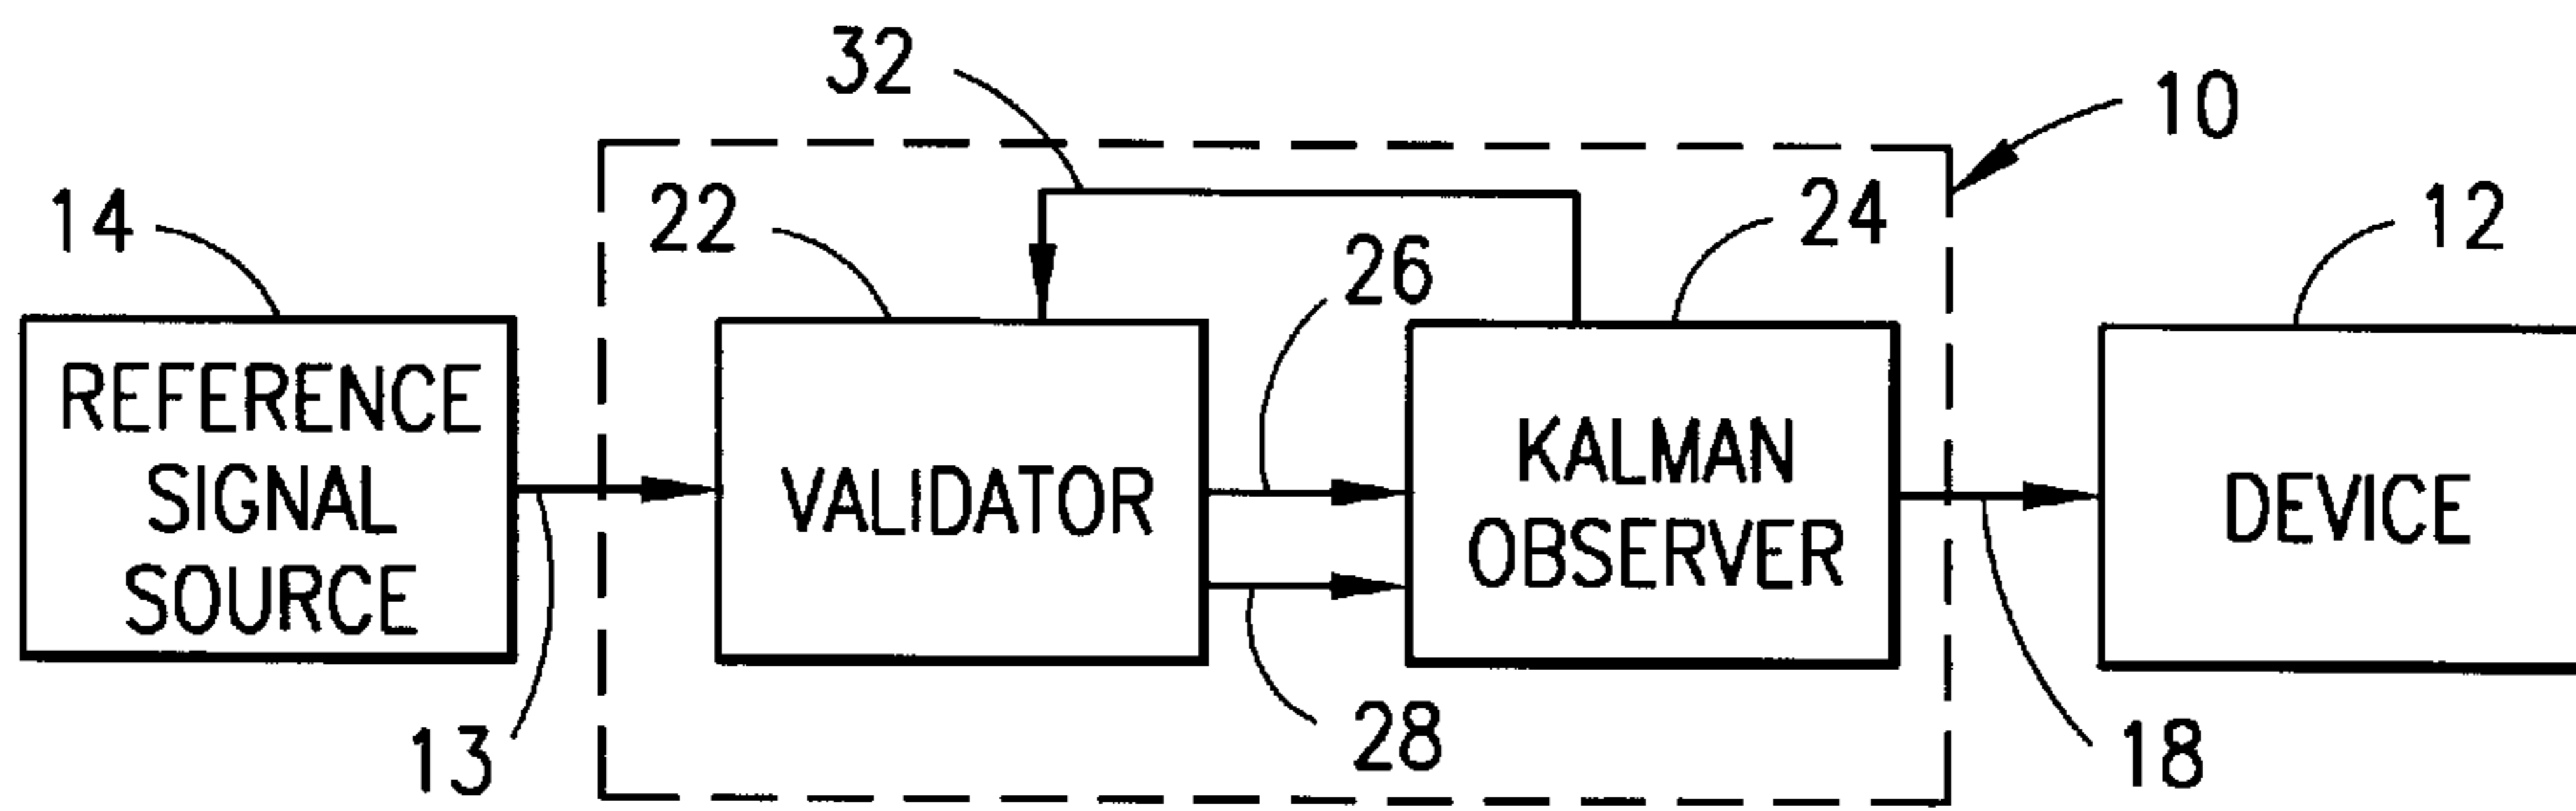 32
10
14
22
24
12
26
REFERENCE
SIGNAL
SOURCE
VALIDATOR
KALMAN
OBSERVER
DEVICE
13
28
18